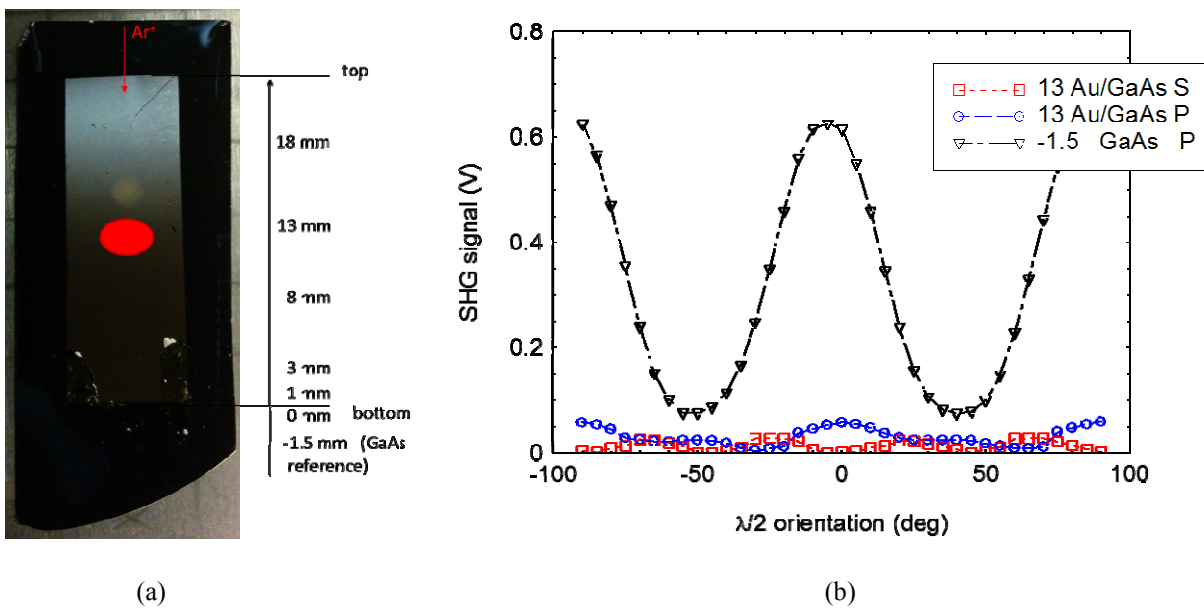 Ar⁺
top
18 mm
13 mm
8 mm
3 mm
1 mm
0 mm
bottom
-1.5 mm (GaAs
reference)
(a)
0.8
0.6
0.4
0.2
0
SHG signal (V)
13 Au/GaAs S
13 Au/GaAs P
-1.5 GaAs P
-100
-50
0
50
100
λ/2 orientation (deg)
(b)